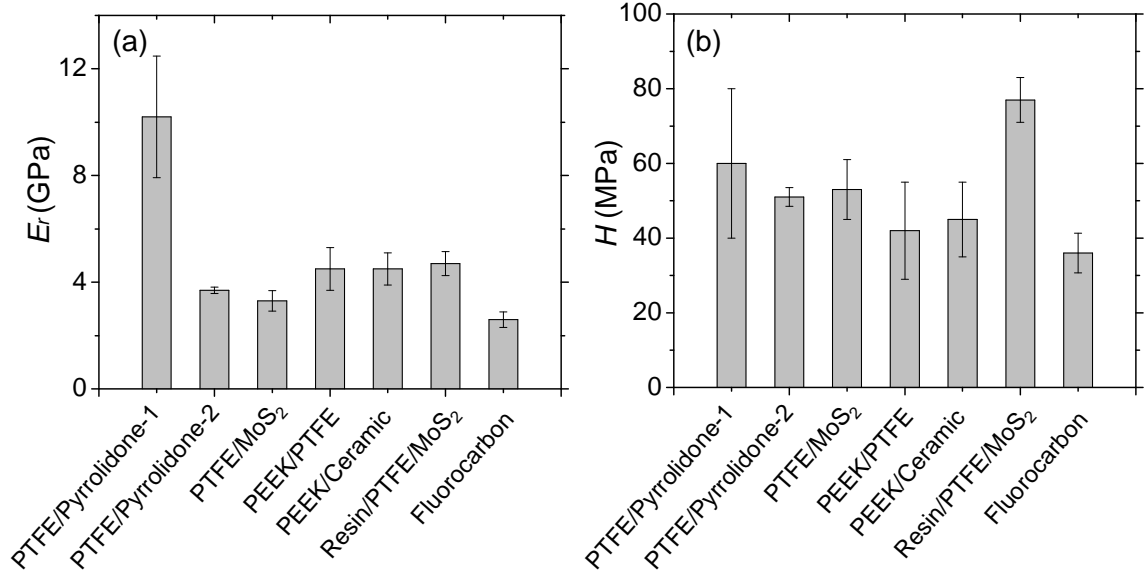 (a)
Er (GPa)
12
8
4
0
PTFE/Pyrrolidone-1
PTFE/Pyrrolidone-2
PTFE/MoS₂
PEEK/PTFE
PEEK/Ceramic
Resin/PTFE/MoS₂
Fluorocarbon
(b)
H (MPa)
100
80
60
40
20
0
PTFE/Pyrrolidone-1
PTFE/Pyrrolidone-2
PTFE/MoS₂
PEEK/PTFE
PEEK/Ceramic
Resin/PTFE/MoS₂
Fluorocarbon